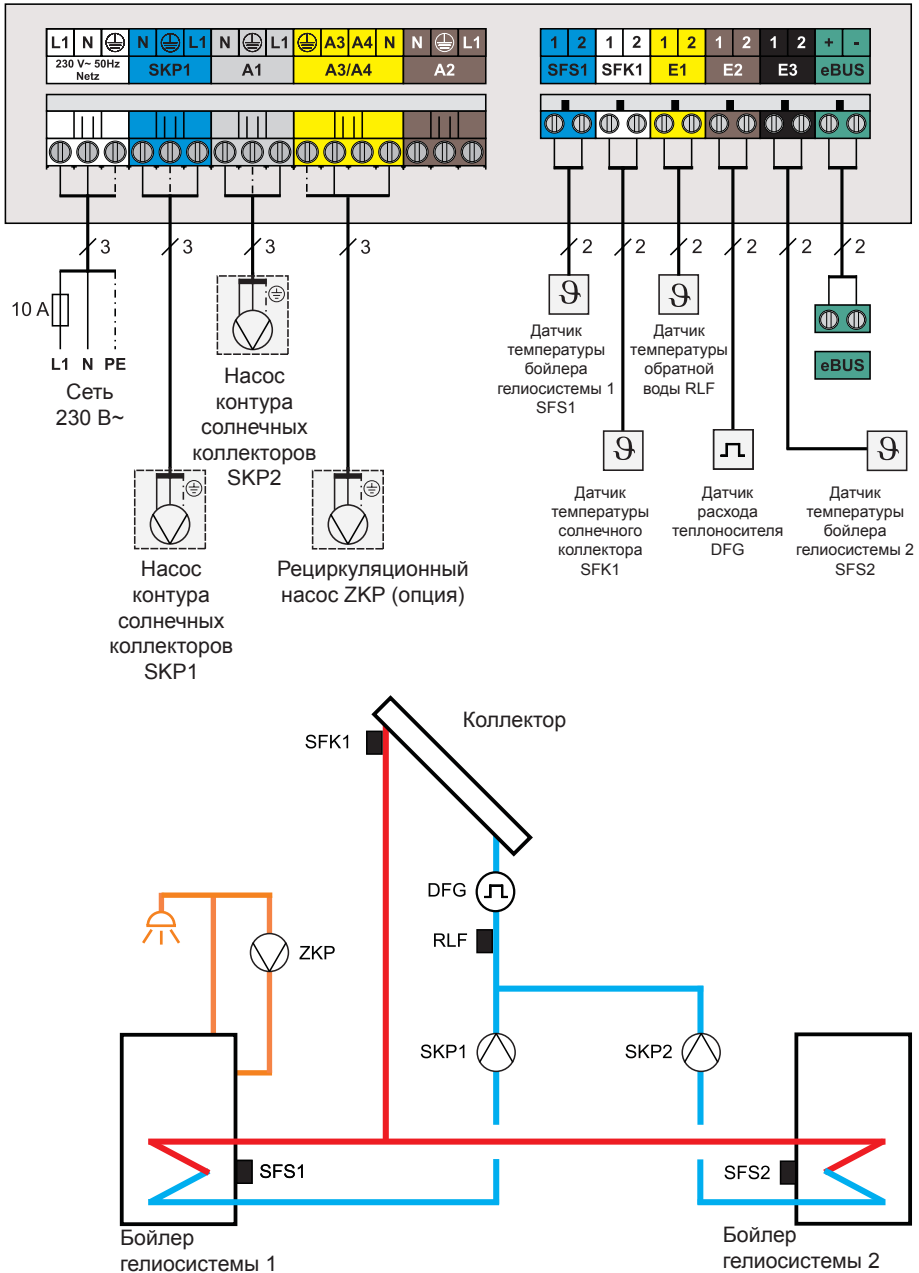 L1 N N L1 N L1 A3 A4 N N L1
230 V~ 50Hz
Netz
SKP1
A1
A3/A4
A2
1 2 1 2 1 2 1 2 1 2 + -
SFS1 SFK1 E1 E2 E3 eBUS
3 3 3 3
2 2 2 2 2 2
10 A
L1 N PE
Сеть
230 В~
Насос
контура
солнечных
коллекторов
SKP2
Насос
контура
солнечных
коллекторов
SKP1
Рециркуляционный
насос ZKP (опция)
ϑ
Датчик
температуры
бойлера
гелиосистемы 1
SFS1
ϑ
Датчик
температуры
обратной
воды RLF
eBUS
ϑ
Датчик
температуры
солнечного
коллектора
SFK1
Датчик
расхода
теплоносителя
DFG
ϑ
Датчик
температуры
бойлера
гелиосистемы 2
SFS2
Коллектор
SFK1
DFG
RLF
ZKP
SKP1
SKP2
SFS1
SFS2
Бойлер
гелиосистемы 1
Бойлер
гелиосистемы 2